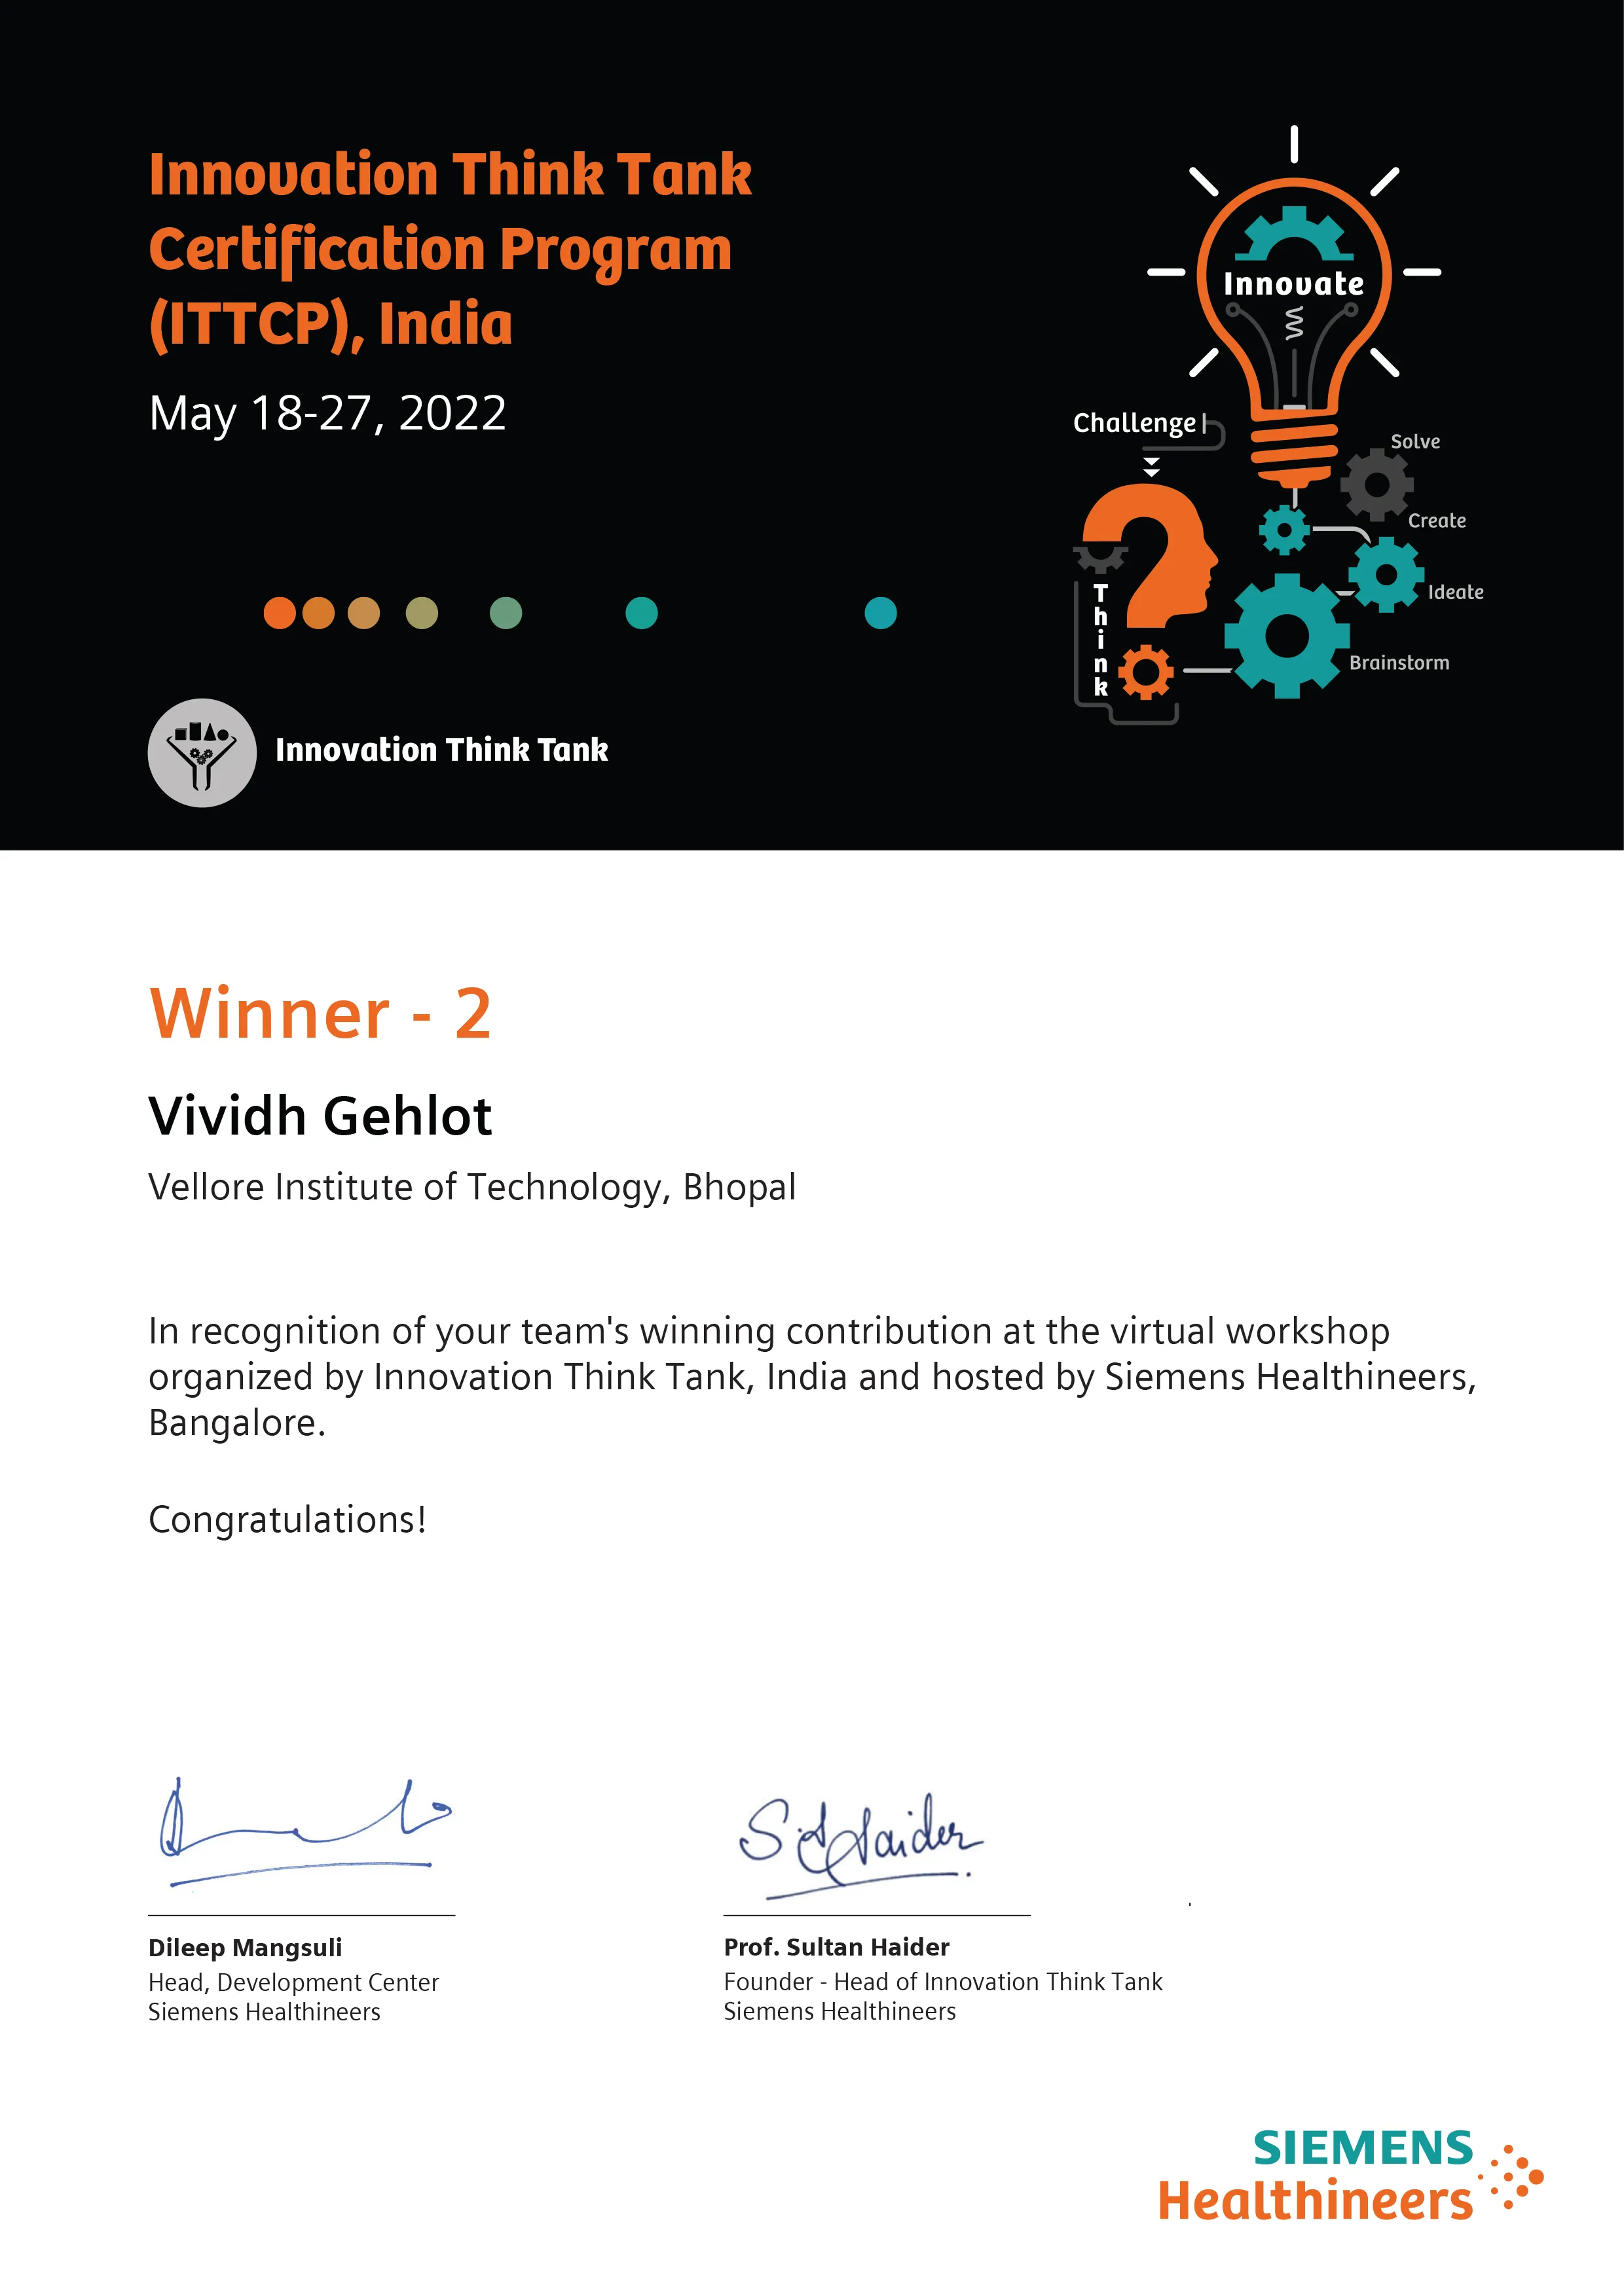 Innovation Think Tank
Certification Program
(ITTCP), India
May 18-27, 2022
Innovate
Challenge
Solve
Create
Ideate
Brainstorm
Think
Innovation Think Tank
Winner - 2
Vividh Gehlot
Vellore Institute of Technology, Bhopal
In recognition of your team's winning contribution at the virtual workshop
organized by Innovation Think Tank, India and hosted by Siemens Healthineers,
Bangalore.
Congratulations!
S. H Haider
Dileep Mangsuli
Head, Development Center
Siemens Healthineers
Prof. Sultan Haider
Founder - Head of Innovation Think Tank
Siemens Healthineers
SIEMENS
Healthineers